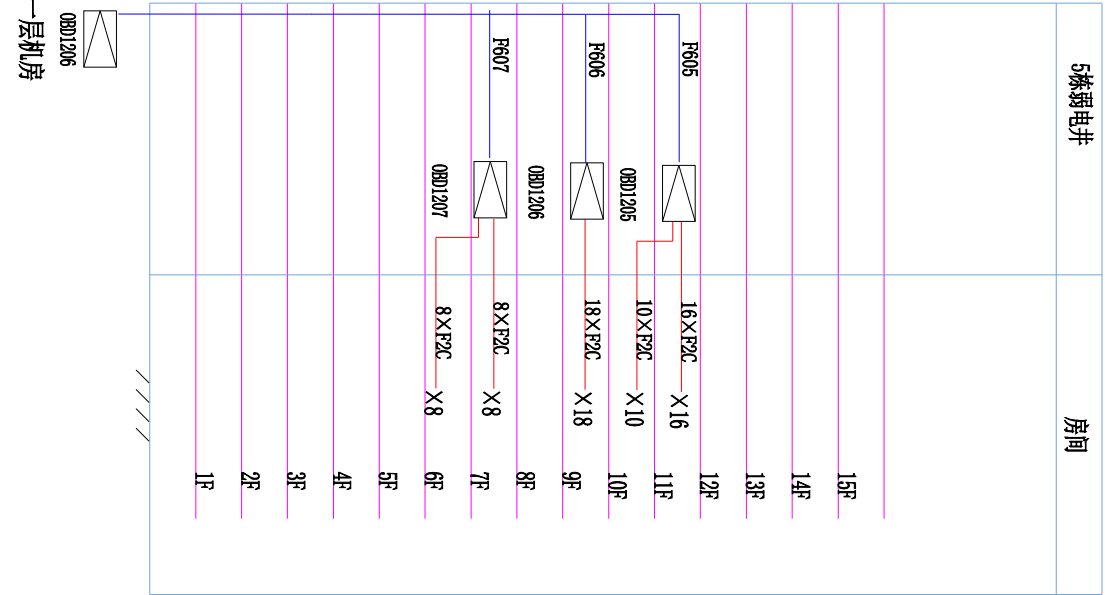 5栋弱电井
房间
15F
14F
13F
12F
F605
16×F2C
×16
11F
OBD1205
10×F2C
×10
10F
F606
18×F2C
×18
9F
OBD1206
8F
F607
8×F2C
×8
7F
OBD1207
8×F2C
×8
6F
5F
4F
3F
2F
1F
OBD1206
一层机房